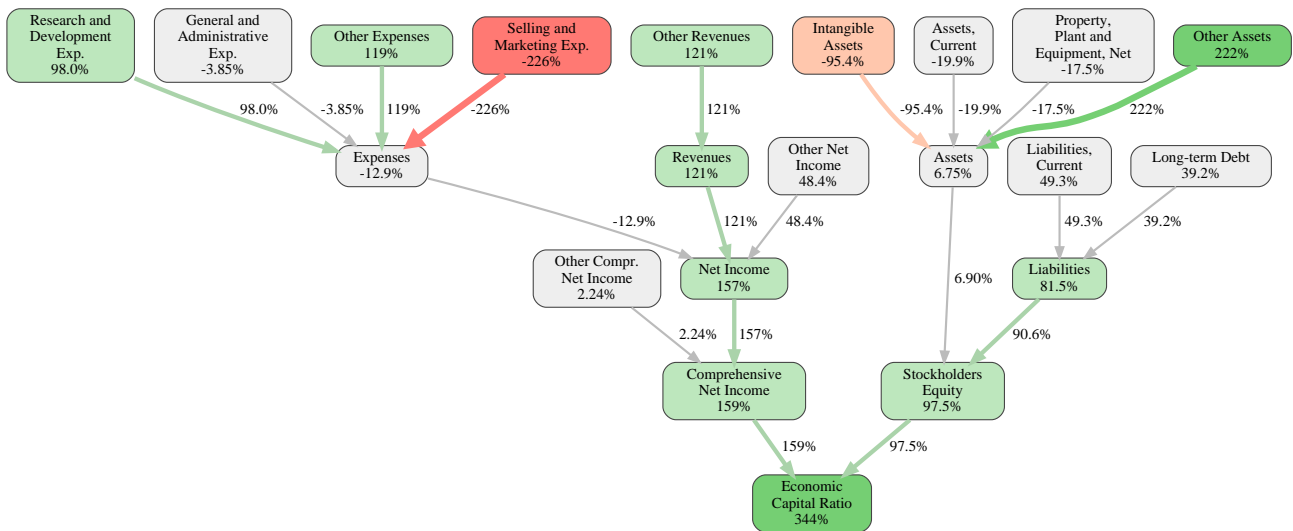 Research and
Development
Exp.
98.0%
General and
Administrative
Exp.
-3.85%
Other Expenses
119%
Selling and
Marketing Exp.
-226%
Other Revenues
121%
Intangible
Assets
-95.4%
Assets,
Current
-19.9%
Property,
Plant and
Equipment, Net
-17.5%
Other Assets
222%
98.0%
-3.85%
119%
-226%
121%
-95.4%
-19.9%
-17.5%
222%
Expenses
-12.9%
Revenues
121%
Other Net
Income
48.4%
Assets
6.75%
Liabilities,
Current
49.3%
Long-term Debt
39.2%
-12.9%
121%
48.4%
49.3%
39.2%
Other Compr.
Net Income
2.24%
Net Income
157%
6.90%
Liabilities
81.5%
2.24%
157%
90.6%
Comprehensive
Net Income
159%
Stockholders
Equity
97.5%
159%
97.5%
Economic
Capital Ratio
344%